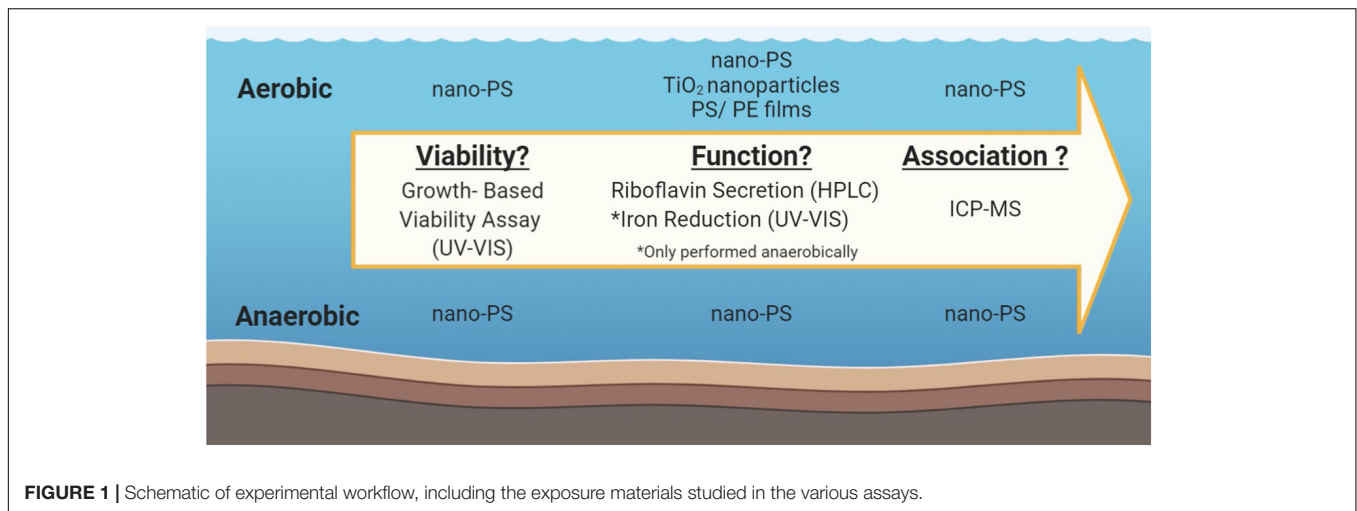 Aerobic
nano-PS
nano-PS
TiO₂ nanoparticles
PS/ PE films
nano-PS
Viability?
Growth- Based
Viability Assay
(UV-VIS)
Function?
Riboflavin Secretion (HPLC)
*Iron Reduction (UV-VIS)
*Only performed anaerobically
Association ?
ICP-MS
Anaerobic
nano-PS
nano-PS
nano-PS
FIGURE 1 | Schematic of experimental workflow, including the exposure materials studied in the various assays.